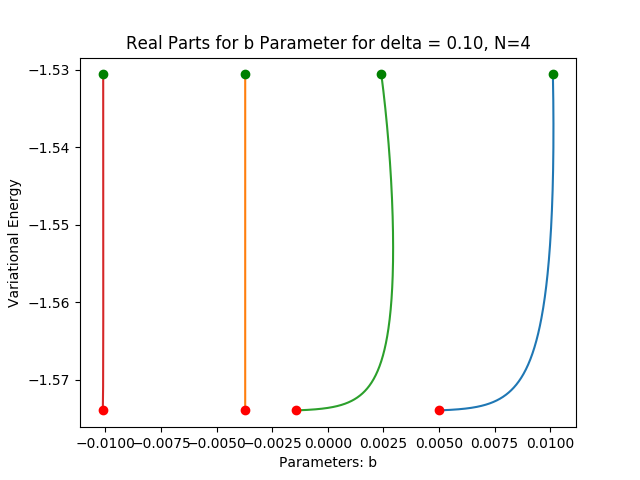 Real Parts for b Parameter for delta = 0.10, N=4
−1.53
−1.54
−1.55
−1.56
−1.57
Variational Energy
−0.0100 −0.0075 −0.0050 −0.0025 0.0000 0.0025 0.0050 0.0075 0.0100
Parameters: b